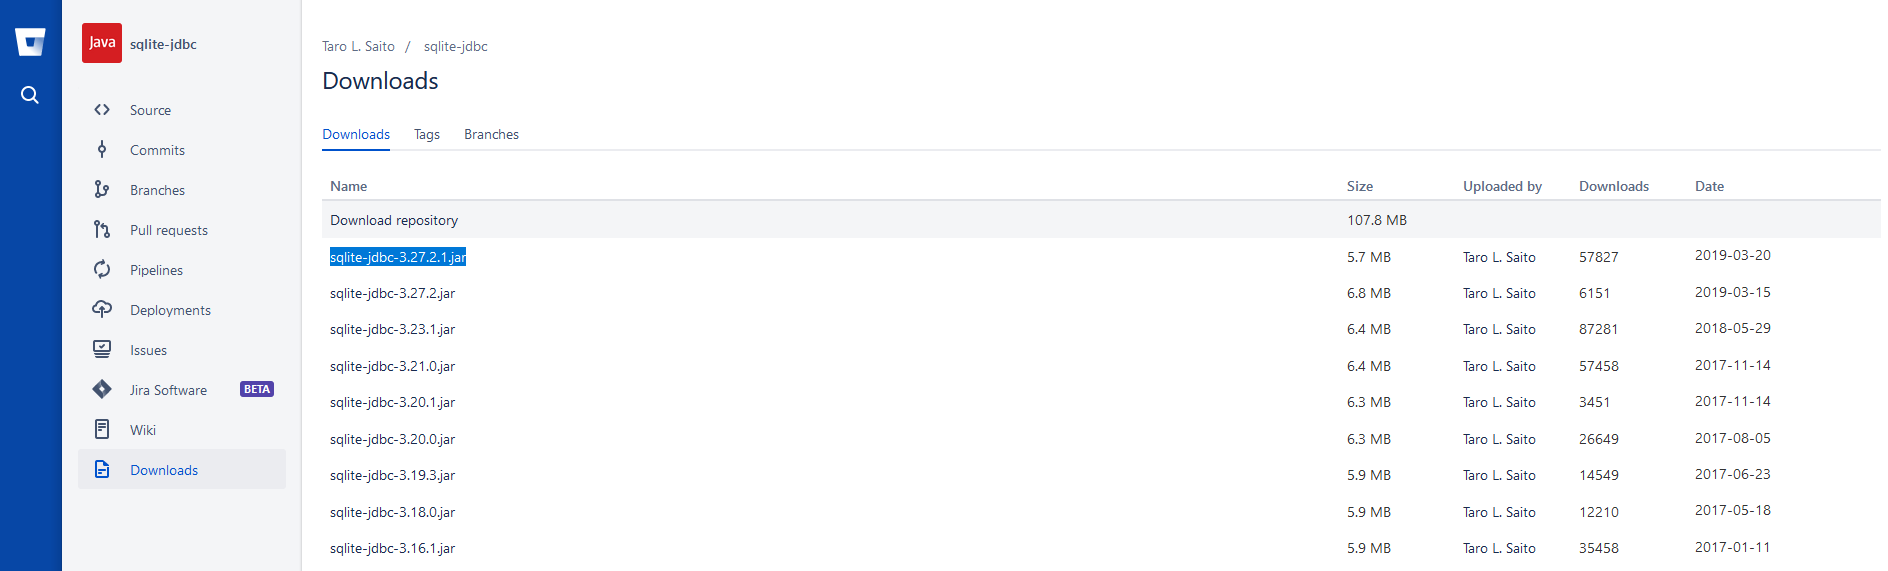 Java
sqlite-jdbc
Source
Commits
Branches
Pull requests
Pipelines
Deployments
Issues
Jira Software BETA
Wiki
Downloads
Taro L. Saito / sqlite-jdbc
Downloads
Downloads Tags Branches
Name Size Uploaded by Downloads Date
Download repository 107.8 MB
sqlite-jdbc-3.27.2.1.jar 5.7 MB Taro L. Saito 57827 2019-03-20
sqlite-jdbc-3.27.2.jar 6.8 MB Taro L. Saito 6151 2019-03-15
sqlite-jdbc-3.23.1.jar 6.4 MB Taro L. Saito 87281 2018-05-29
sqlite-jdbc-3.21.0.jar 6.4 MB Taro L. Saito 57458 2017-11-14
sqlite-jdbc-3.20.1.jar 6.3 MB Taro L. Saito 3451 2017-11-14
sqlite-jdbc-3.20.0.jar 6.3 MB Taro L. Saito 26649 2017-08-05
sqlite-jdbc-3.19.3.jar 5.9 MB Taro L. Saito 14549 2017-06-23
sqlite-jdbc-3.18.0.jar 5.9 MB Taro L. Saito 12210 2017-05-18
sqlite-jdbc-3.16.1.jar 5.9 MB Taro L. Saito 35458 2017-01-11